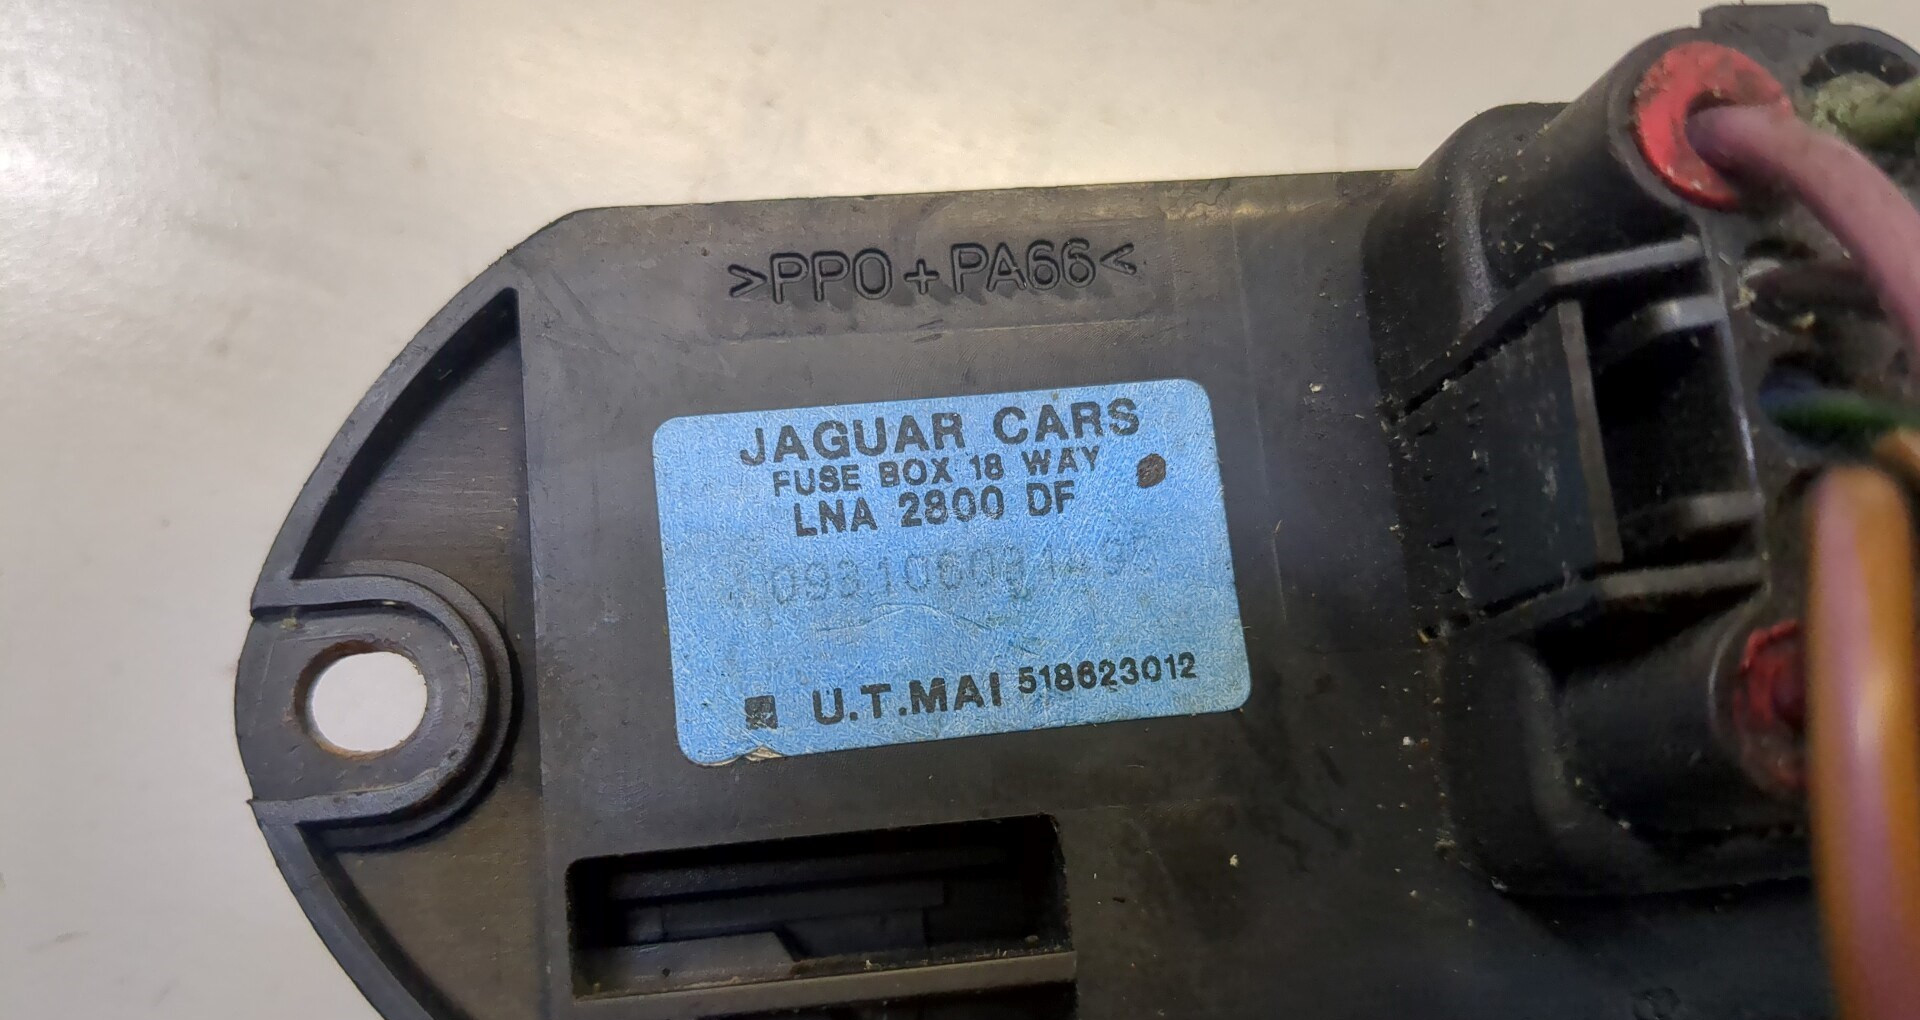 >PPO+PA66<
JAGUAR CARS
FUSE BOX 18 WAY
LNA 2800 DF
U.T.MAI 518623012